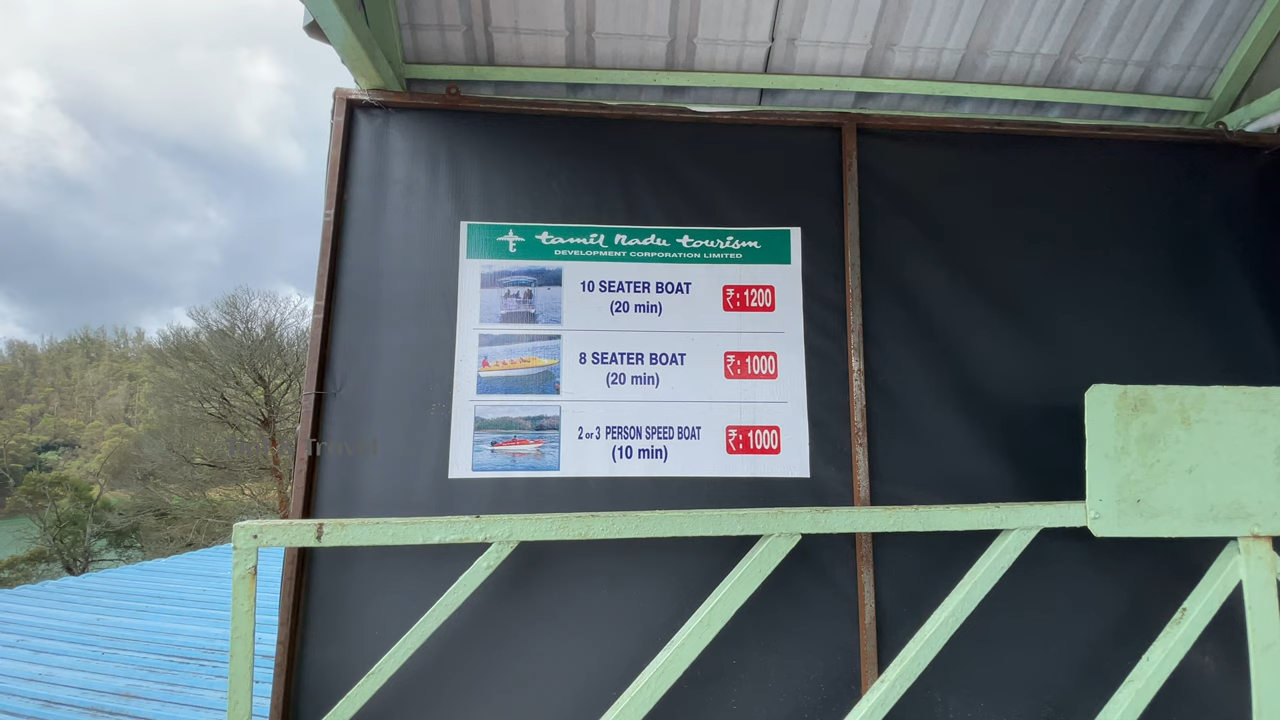 tamil nadu tourism
DEVELOPMENT CORPORATION LIMITED
10 SEATER BOAT
(20 min)
₹: 1200
8 SEATER BOAT
(20 min)
₹: 1000
2 or 3 PERSON SPEED BOAT
(10 min)
₹: 1000
Travel